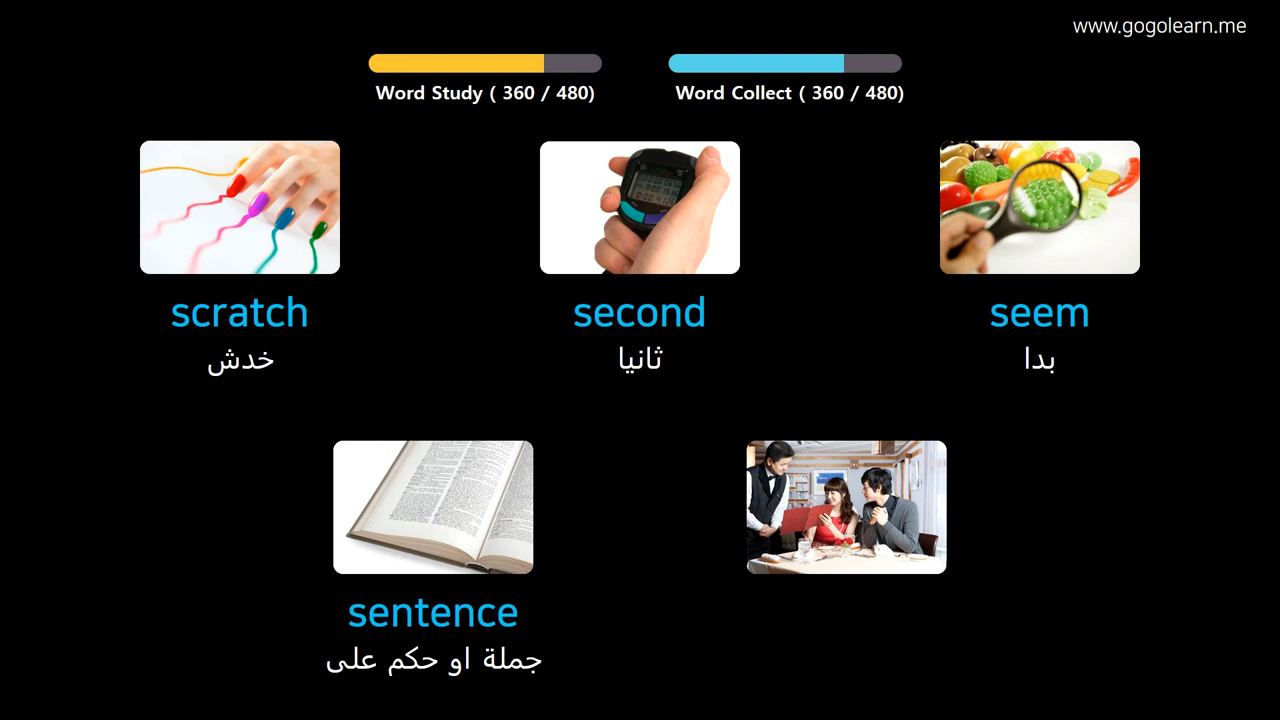 www.gogolearn.me
Word Study ( 360 / 480)
Word Collect ( 360 / 480)
scratch
خدش
second
ثانيا
seem
بدا
sentence
جملة او حكم على